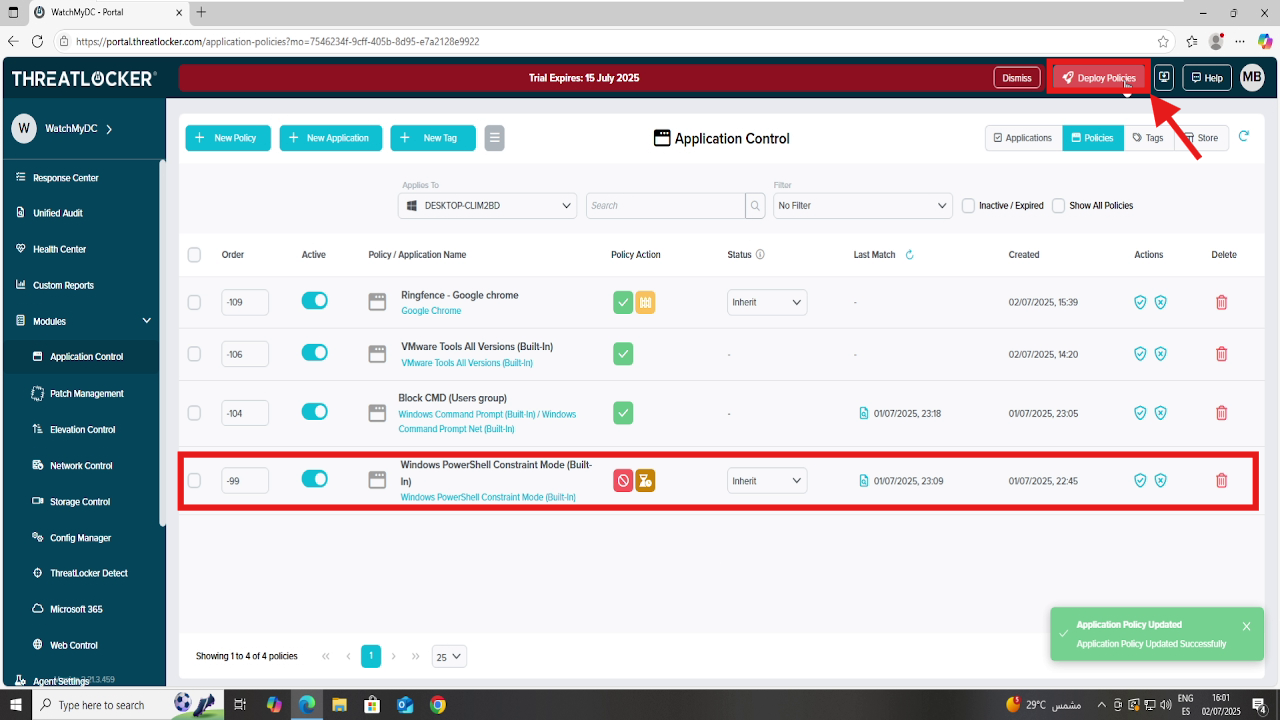 WatchMyDC - Portal
https://portal.threatlocker.com/application-policies?mo=7546234f-9cff-405b-8d95-e7a2128e9922
THREATLOCKER
Trial Expires: 15 July 2025
Dismiss
Deploy Policies
Help
MB
W
WatchMyDC
Response Center
Unified Audit
Health Center
Custom Reports
Modules
Application Control
Patch Management
Elevation Control
Network Control
Storage Control
Config Manager
ThreatLocker Detect
Microsoft 365
Web Control
Agent Settings
New Policy
New Application
New Tag
Application Control
Applications
Policies
Tags
Store
Applies To
DESKTOP-CLIM2BD
Search
Filter
No Filter
Inactive / Expired
Show All Policies
Order Active Policy / Application Name Policy Action Status Last Match Created Actions Delete
-109
Ringfence - Google chrome
Google Chrome
Inherit
-
02/07/2025, 15:39
-106
VMware Tools All Versions (Built-In)
VMware Tools All Versions (Built-In)
-
-
02/07/2025, 14:20
-104
Block CMD (Users group)
Windows Command Prompt (Built-In) / Windows
Command Prompt Net (Built-In)
-
01/07/2025, 23:18
01/07/2025, 23:05
-99
Windows PowerShell Constraint Mode (Built-
In)
Windows PowerShell Constraint Mode (Built-In)
Inherit
01/07/2025, 23:09
01/07/2025, 22:45
Application Policy Updated
Application Policy Updated Successfully
Showing 1 to 4 of 4 policies
1
25
Type here to search
29°C مشمس
ENG
ES
16:01
02/07/2025